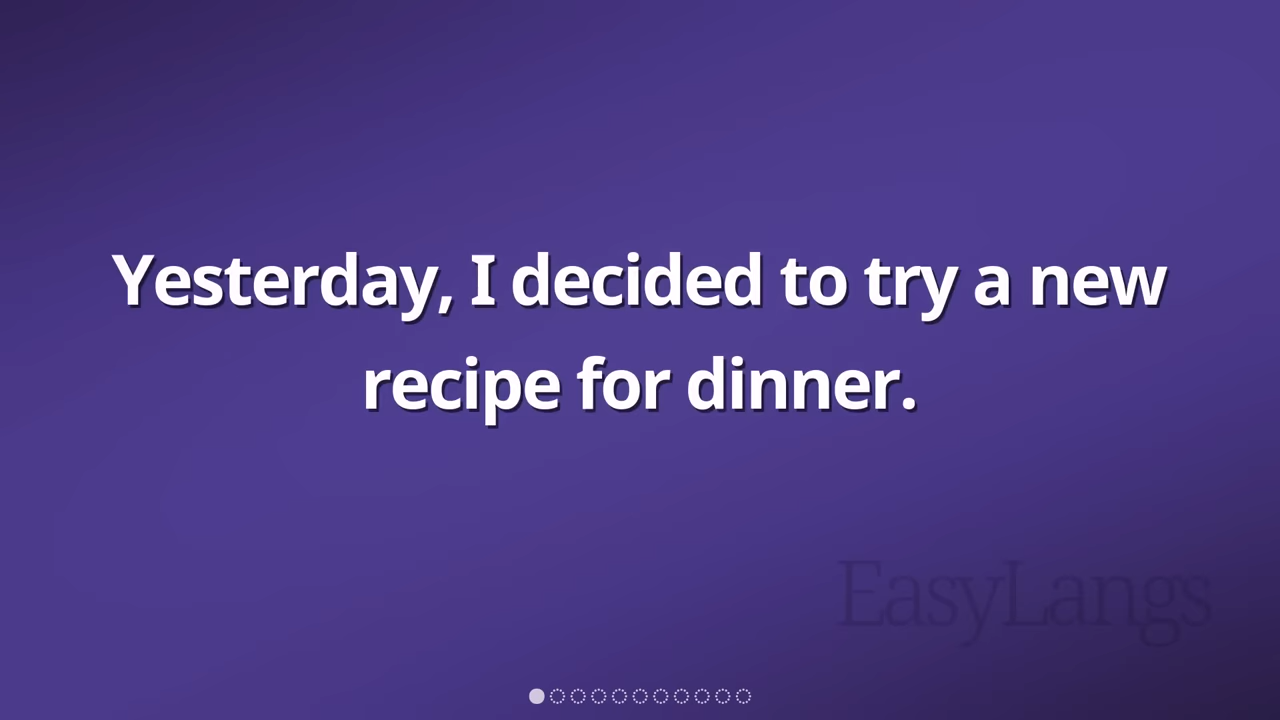 Yesterday, I decided to try a new
recipe for dinner.
EasyLangs